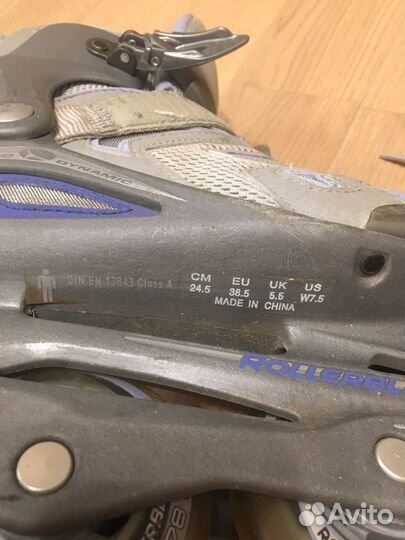 DYNAMIC
DIN EN 13843 Class A
CM EU UK US
24.5 38.5 5.5 W7.5
MADE IN CHINA
ROLLERBL
Avito